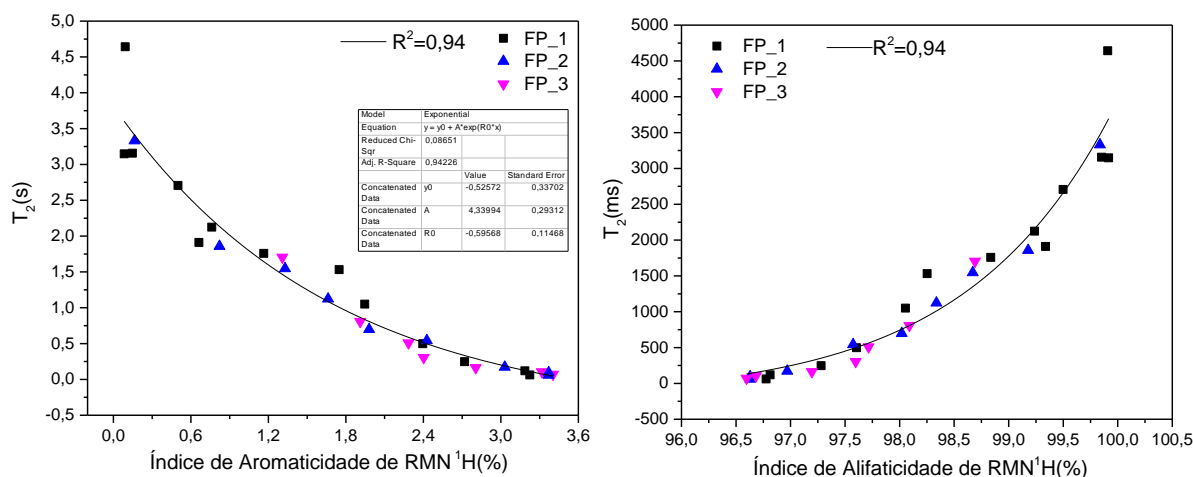 5,0
4,5
4,0
3,5
3,0
2,5
2,0
1,5
1,0
0,5
0,0
-0,5
T2(s)
R2=0,94
FP_1
FP_2
FP_3
Model Exponential
Equation y = y0 + A*exp(R0*x)
Reduced Chi-Sqr 0,08651
Adj. R-Square 0,94226
Value Standard Error
Concatenated Data y0 -0,52572 0,33702
Concatenated Data A 4,33994 0,29312
Concatenated Data R0 -0,59568 0,11468
0,0 0,6 1,2 1,8 2,4 3,0 3,6
Índice de Aromaticidade de RMN 1H(%)
5000
4500
4000
3500
3000
2500
2000
1500
1000
500
0
-500
T2(ms)
FP_1
FP_2
FP_3
R2=0,94
96,0 96,5 97,0 97,5 98,0 98,5 99,0 99,5 100,0 100,5
Índice de Alifaticidade de RMN1H(%)